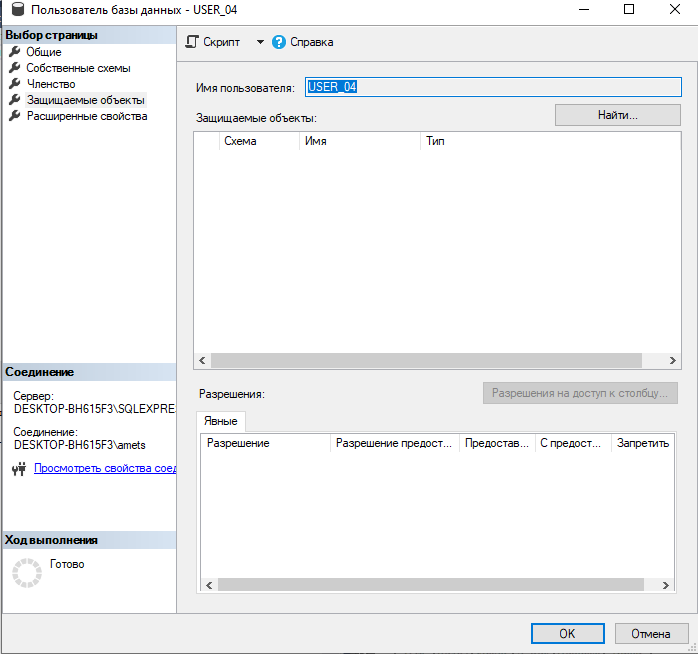 Пользователь базы данных - USER_04
Выбор страницы
Общие
Собственные схемы
Членство
Защищаемые объекты
Расширенные свойства
Соединение
Сервер:
DESKTOP-BH615F3\SQLEXPRE
Соединение:
DESKTOP-BH615F3\amets
Просмотреть свойства соед
Ход выполнения
Готово
Скрипт
Справка
Имя пользователя:
USER_04
Защищаемые объекты:
Найти...
Схема Имя Тип
Разрешения:
Разрешения на доступ к столбцу...
Явные
Разрешение Разрешение предост... Предостав... С предост... Запретить
OK Отмена